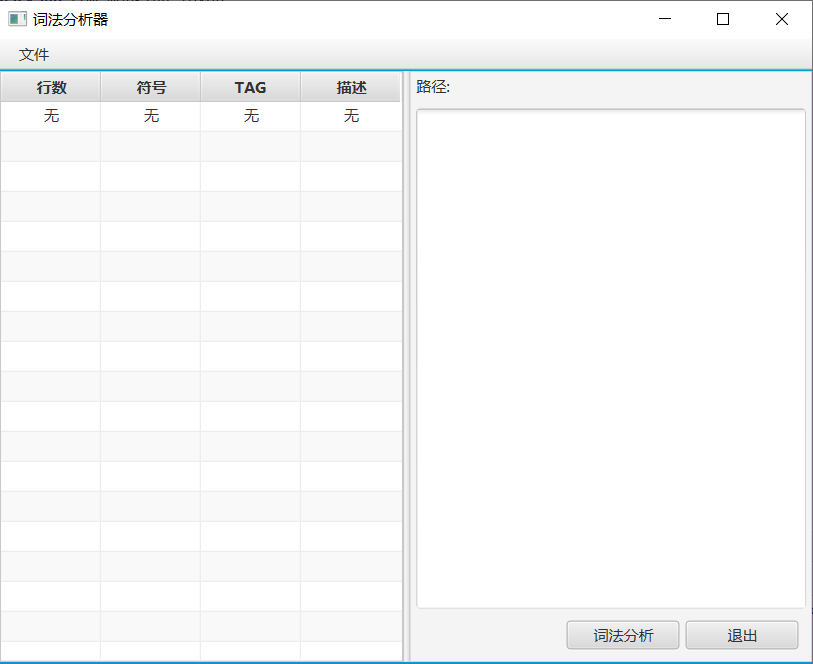 词法分析器
文件
行数 符号 TAG 描述
无 无 无 无
路径:
词法分析 退出